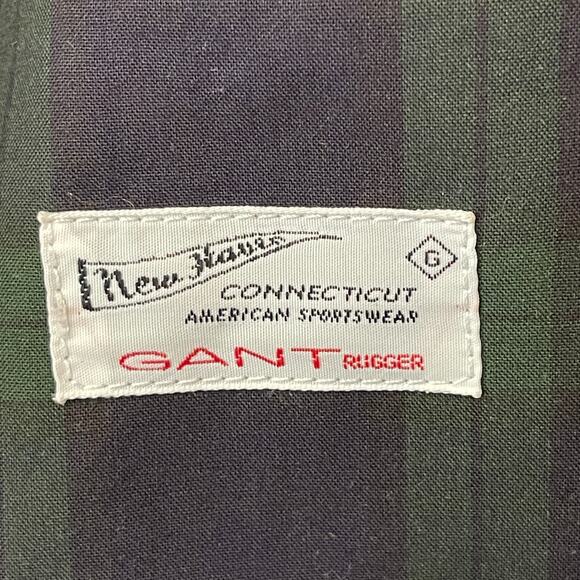 New Haven
G
CONNECTICUT
AMERICAN SPORTSWEAR
GANT RUGGER